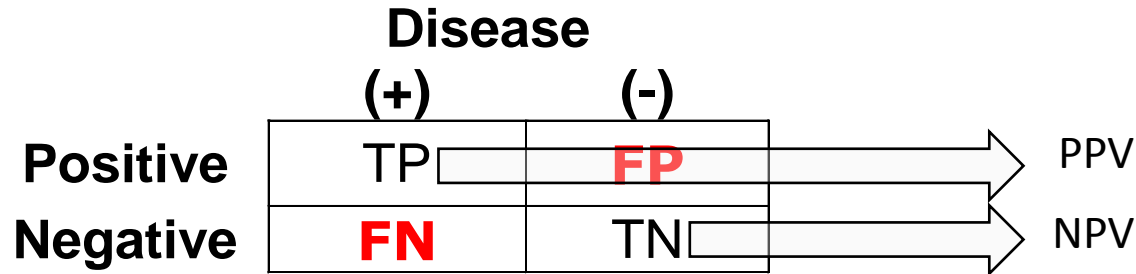 Disease
(+) (-)
Positive TP FP PPV
Negative FN TN NPV